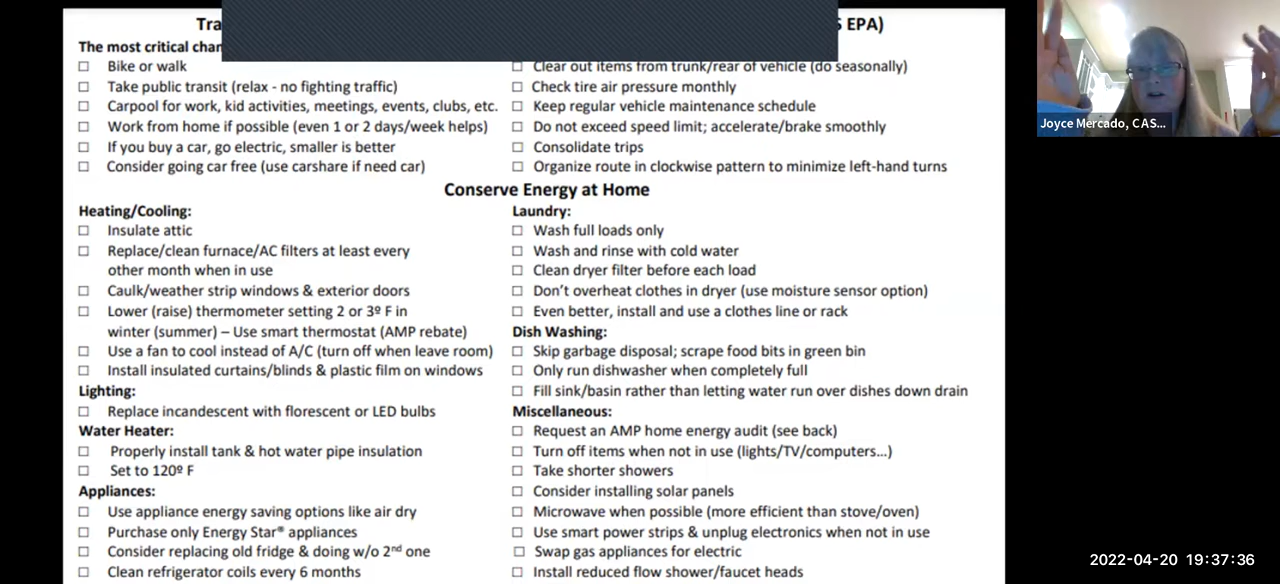 Tra
S EPA)
The most critical chan
☐ Bike or walk
☐ Take public transit (relax - no fighting traffic)
☐ Carpool for work, kid activities, meetings, events, clubs, etc.
☐ Work from home if possible (even 1 or 2 days/week helps)
☐ If you buy a car, go electric, smaller is better
☐ Consider going car free (use carshare if need car)
☐ Clear out items from trunk/rear of vehicle (do seasonally)
☐ Check tire air pressure monthly
☐ Keep regular vehicle maintenance schedule
☐ Do not exceed speed limit; accelerate/brake smoothly
☐ Consolidate trips
☐ Organize route in clockwise pattern to minimize left-hand turns
Conserve Energy at Home
Heating/Cooling:
☐ Insulate attic
☐ Replace/clean furnace/AC filters at least every
other month when in use
☐ Caulk/weather strip windows & exterior doors
☐ Lower (raise) thermometer setting 2 or 3º F in
winter (summer) – Use smart thermostat (AMP rebate)
☐ Use a fan to cool instead of A/C (turn off when leave room)
☐ Install insulated curtains/blinds & plastic film on windows
Lighting:
☐ Replace incandescent with florescent or LED bulbs
Water Heater:
☐ Properly install tank & hot water pipe insulation
☐ Set to 120º F
Appliances:
☐ Use appliance energy saving options like air dry
☐ Purchase only Energy Star® appliances
☐ Consider replacing old fridge & doing w/o 2nd one
☐ Clean refrigerator coils every 6 months
Laundry:
☐ Wash full loads only
☐ Wash and rinse with cold water
☐ Clean dryer filter before each load
☐ Don't overheat clothes in dryer (use moisture sensor option)
☐ Even better, install and use a clothes line or rack
Dish Washing:
☐ Skip garbage disposal; scrape food bits in green bin
☐ Only run dishwasher when completely full
☐ Fill sink/basin rather than letting water run over dishes down drain
Miscellaneous:
☐ Request an AMP home energy audit (see back)
☐ Turn off items when not in use (lights/TV/computers…)
☐ Take shorter showers
☐ Consider installing solar panels
☐ Microwave when possible (more efficient than stove/oven)
☐ Use smart power strips & unplug electronics when not in use
☐ Swap gas appliances for electric
☐ Install reduced flow shower/faucet heads
Joyce Mercado, CAS...
2022-04-20 19:37:36